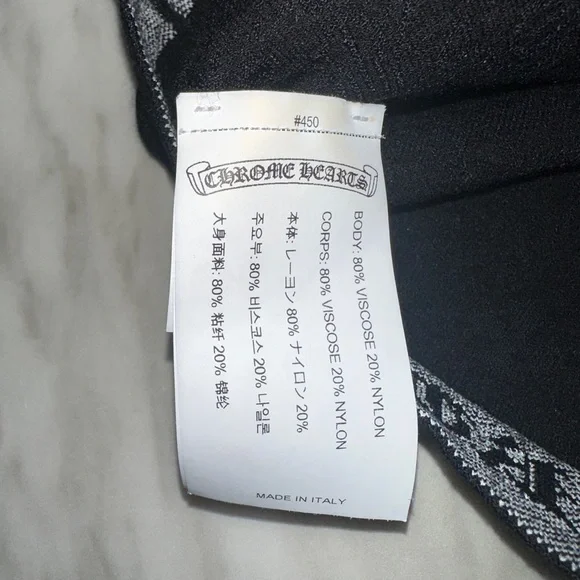 #450
CHROME HEARTS
BODY: 80% VISCOSE 20% NYLON
CORPS: 80% VISCOSE 20% NYLON
本体: レーヨン 80% ナイロン 20%
주요부: 80% 비스코스 20% 나일론
大身面料: 80% 粘纤 20% 锦纶
MADE IN ITALY